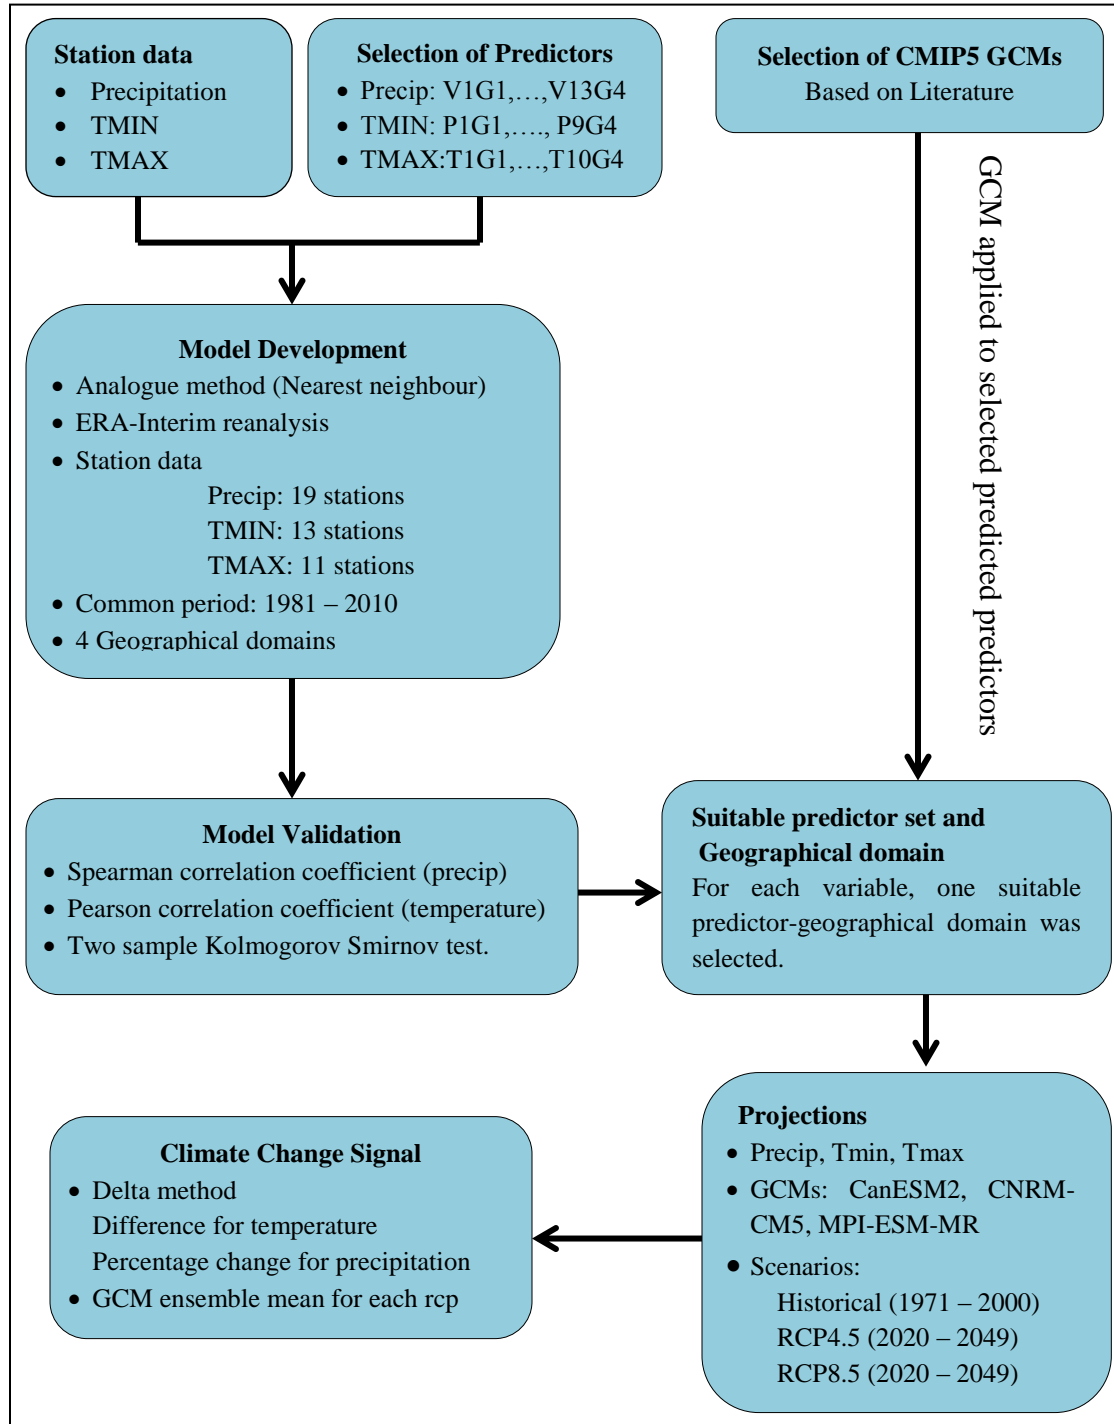 Station data
• Precipitation
• TMIN
• TMAX
Selection of Predictors
• Precip: V1G1,…,V13G4
• TMIN: P1G1,…., P9G4
• TMAX:T1G1,…,T10G4
Selection of CMIP5 GCMs
Based on Literature
GCM applied to selected predicted predictors
Model Development
• Analogue method (Nearest neighbour)
• ERA-Interim reanalysis
• Station data
Precip: 19 stations
TMIN: 13 stations
TMAX: 11 stations
• Common period: 1981 – 2010
• 4 Geographical domains
Model Validation
• Spearman correlation coefficient (precip)
• Pearson correlation coefficient (temperature)
• Two sample Kolmogorov Smirnov test.
Suitable predictor set and
Geographical domain
For each variable, one suitable
predictor-geographical domain was
selected.
Projections
• Precip, Tmin, Tmax
• GCMs: CanESM2, CNRM-
CM5, MPI-ESM-MR
• Scenarios:
Historical (1971 – 2000)
RCP4.5 (2020 – 2049)
RCP8.5 (2020 – 2049)
Climate Change Signal
• Delta method
Difference for temperature
Percentage change for precipitation
• GCM ensemble mean for each rcp